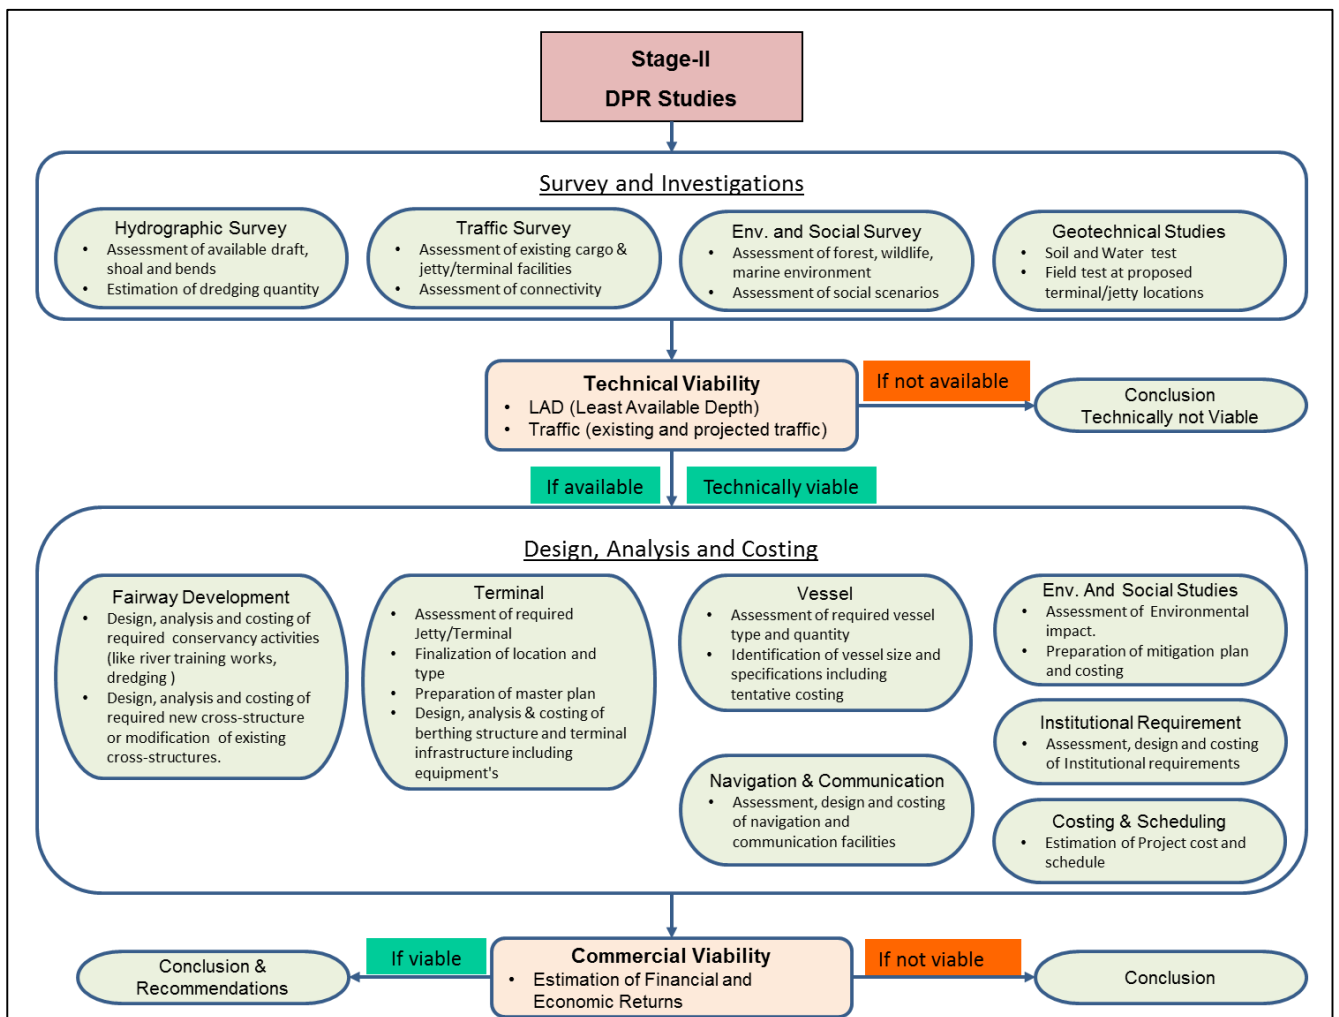 Stage-II
DPR Studies
Survey and Investigations
Hydrographic Survey
• Assessment of available draft,
shoal and bends
• Estimation of dredging quantity
Traffic Survey
• Assessment of existing cargo &
jetty/terminal facilities
• Assessment of connectivity
Env. and Social Survey
• Assessment of forest, wildlife,
marine environment
• Assessment of social scenarios
Geotechnical Studies
• Soil and Water test
• Field test at proposed
terminal/jetty locations
Technical Viability
• LAD (Least Available Depth)
• Traffic (existing and projected traffic)
If not available
Conclusion
Technically not Viable
If available
Technically viable
Design, Analysis and Costing
Fairway Development
• Design, analysis and costing of
required conservancy activities
(like river training works,
dredging )
• Design, analysis and costing of
required new cross-structure
or modification of existing
cross-structures.
Terminal
• Assessment of required
Jetty/Terminal
• Finalization of location and
type
• Preparation of master plan
• Design, analysis & costing of
berthing structure and terminal
infrastructure including
equipment's
Vessel
• Assessment of required vessel
type and quantity
• Identification of vessel size and
specifications including
tentative costing
Navigation & Communication
• Assessment, design and costing
of navigation and
communication facilities
Env. And Social Studies
• Assessment of Environmental
impact.
• Preparation of mitigation plan
and costing
Institutional Requirement
• Assessment, design and costing
of Institutional requirements
Costing & Scheduling
• Estimation of Project cost and
schedule
Commercial Viability
• Estimation of Financial and
Economic Returns
If viable
Conclusion &
Recommendations
If not viable
Conclusion